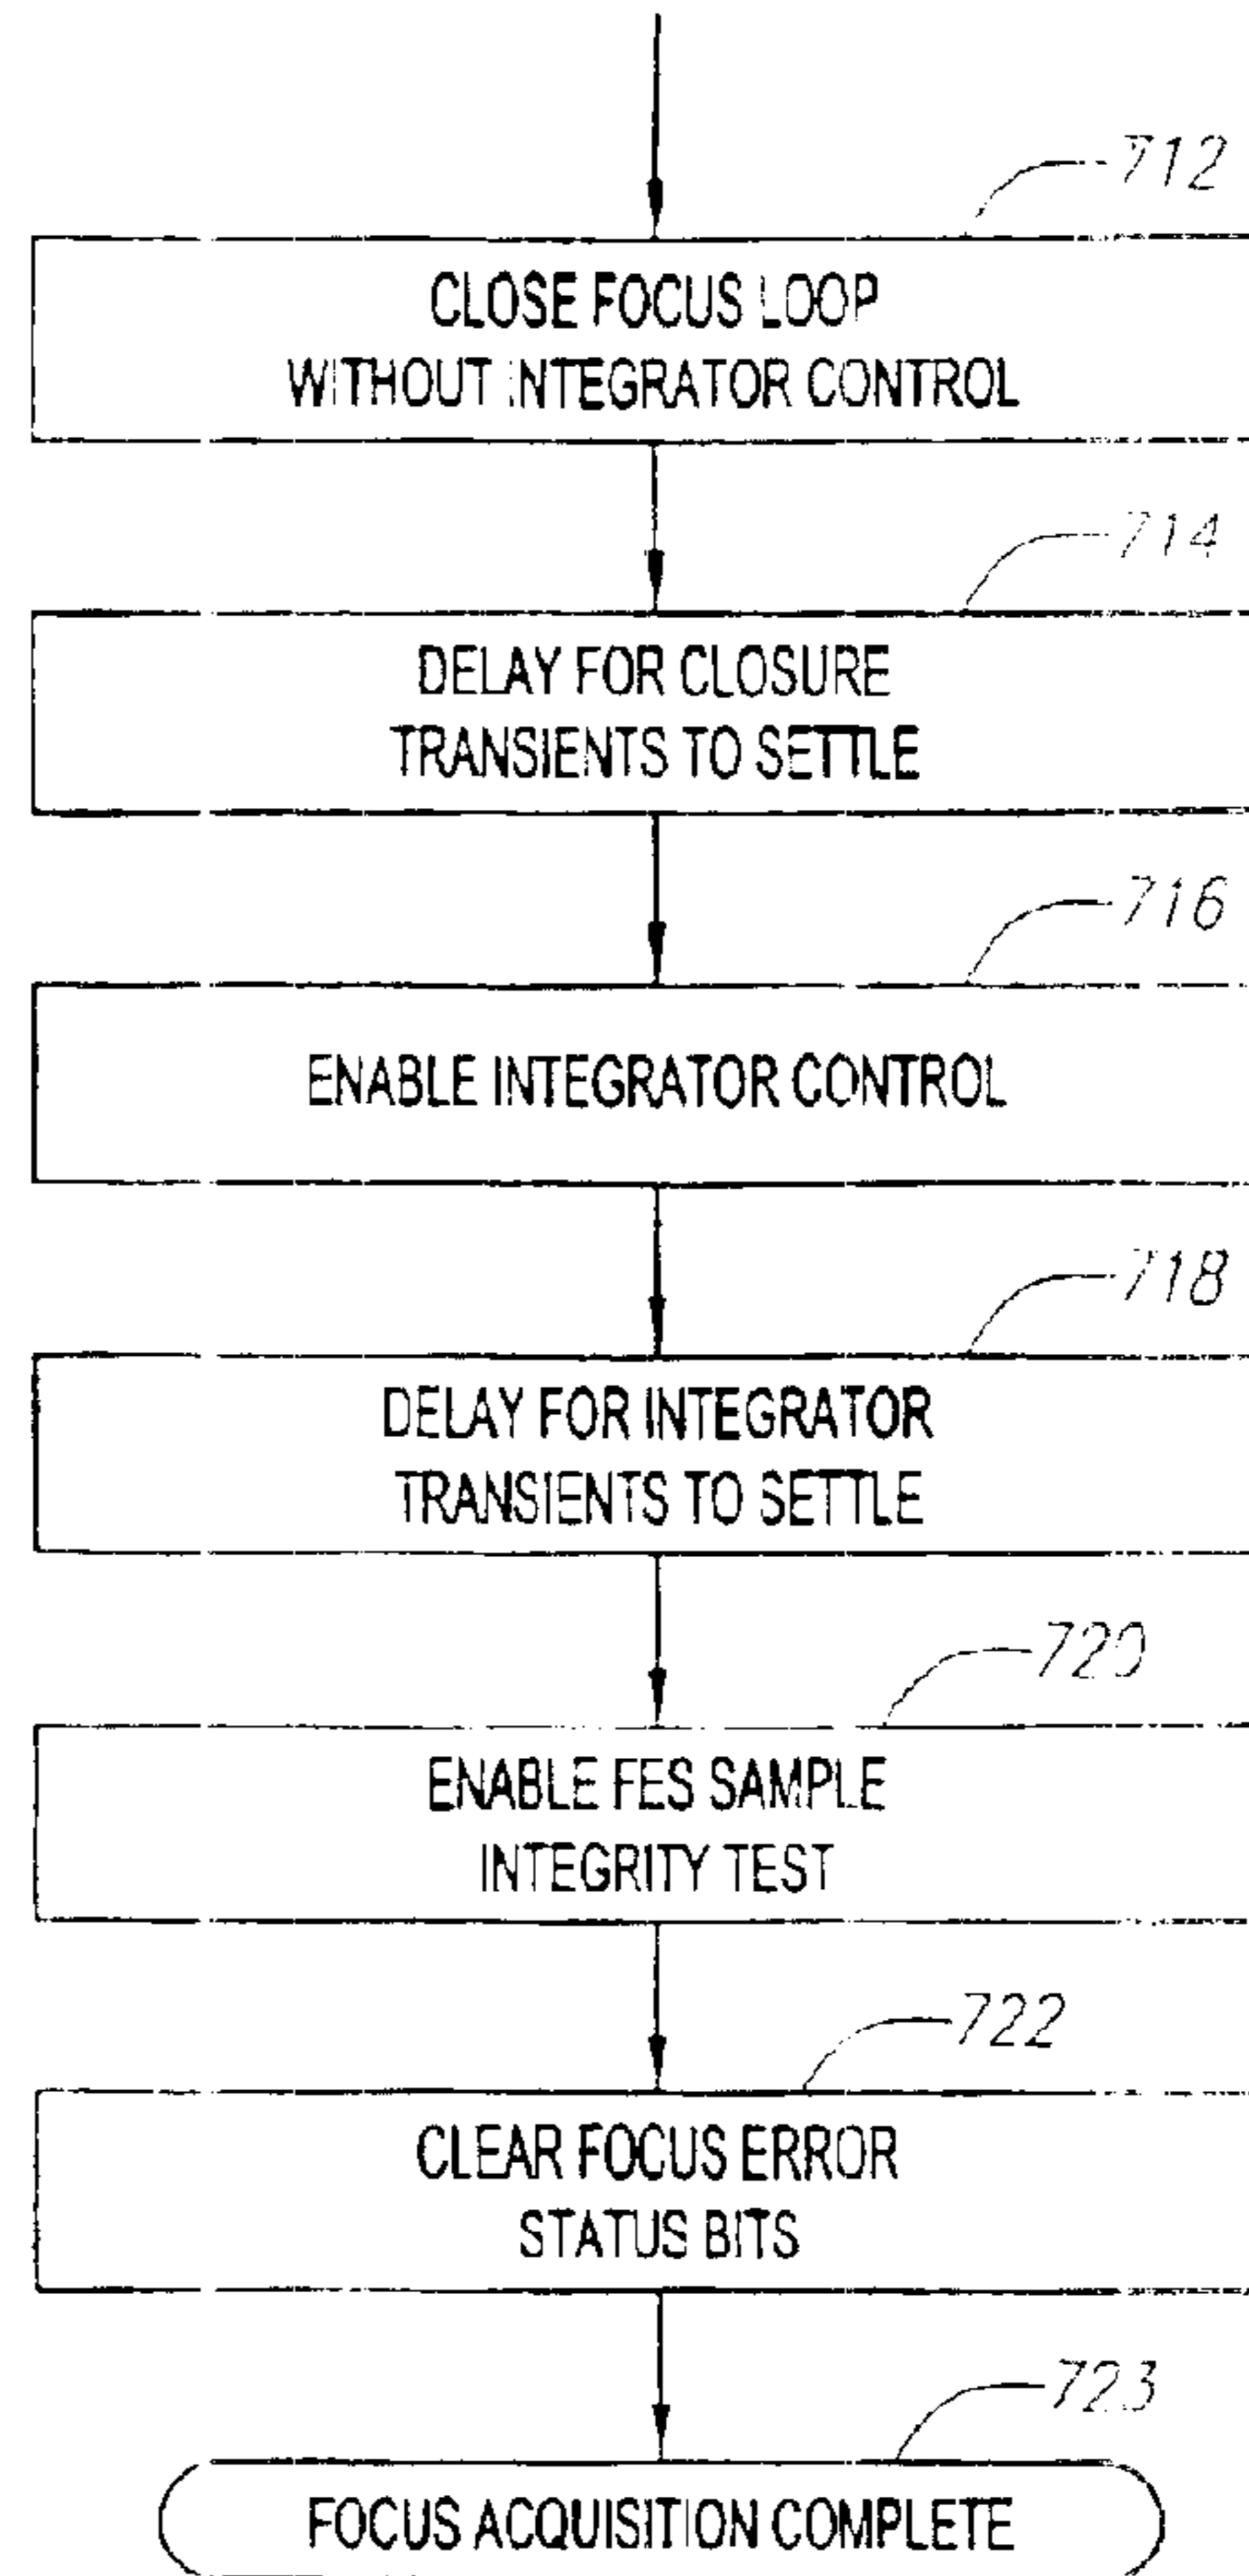 712
CLOSE FOCUS LOOP
WITHOUT INTEGRATOR CONTROL
714
DELAY FOR CLOSURE
TRANSIENTS TO SETTLE
716
ENABLE INTEGRATOR CONTROL
718
DELAY FOR INTEGRATOR
TRANSIENTS TO SETTLE
720
ENABLE FES SAMPLE
INTEGRITY TEST
722
CLEAR FOCUS ERROR
STATUS BITS
723
FOCUS ACQUISITION COMPLETE